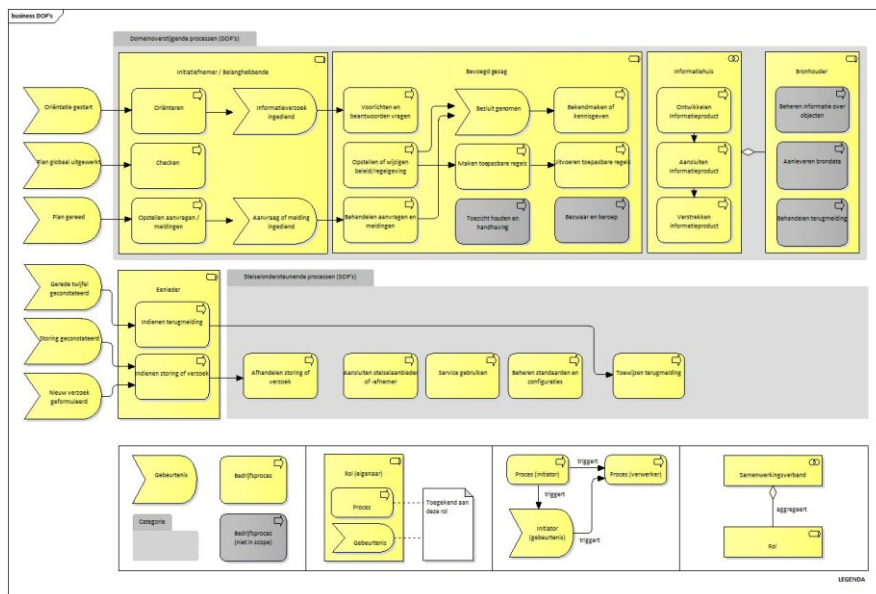 business DOP's
Domeinoverstijgende processen (DOP's)
Initiatiefnemer / Belanghebbende
Bevoegd gezag
Informatiehuis
Bronhouder
Oriëntatie gestart
Oriënteren
Informatieverzoek
ingediend
Voorlichten en
beantwoorden vragen
Besluit genomen
Bekendmaken of
kennisgeven
Ontwikkelen
informatieproduct
Beheren informatie over
objecten
Plan globaal uitgewerkt
Checken
Opstellen of wijzigen
beleid/regelgeving
Maken toepasbare regels
Uitvoeren toepasbare regels
Aansluiten
informatieproduct
Aanleveren brondata
Plan gereed
Opstellen aanvragen /
meldingen
Aanvraag of melding
ingediend
Behandelen aanvragen en
meldingen
Toezicht houden en
handhaving
Bezwaar en beroep
Verstrekken
informatieproduct
Behandelen terugmelding
Stelselondersteunende processen (SOP's)
Gerede twijfel
geconstateerd
Eenieder
Indienen terugmelding
Storing geconstateerd
Indienen storing of verzoek
Afhandelen storing of
verzoek
Aansluiten stelselaanbieder
of -afnemer
Service gebruiken
Beheren standaarden en
configuraties
Toewijzen terugmelding
Nieuw verzoek
geformuleerd
Gebeurtenis
Bedrijfsproces
Categorie
Bedrijfsproces
(niet in scope)
Rol (eigenaar)
Proces
Gebeurtenis
Toegekend aan
deze rol
Proces (initiator)
triggert
Proces (verwerker)
triggert
Initiator
(gebeurtenis)
triggert
Samenwerkingsverband
aggregeert
Rol
LEGENDA